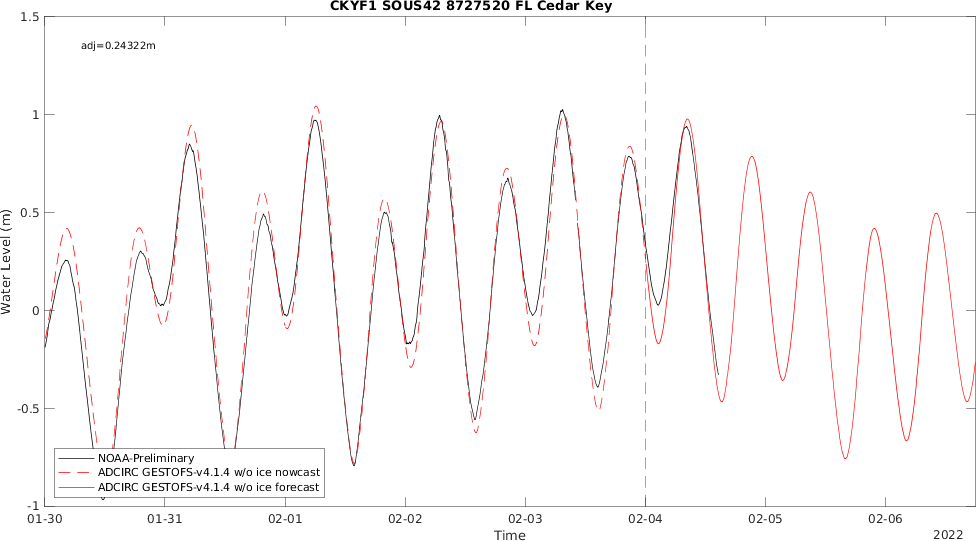 CKYF1 SOUS42 8727520 FL Cedar Key
1.5
adj=0.24322m
1
0.5
Water Level (m)
0
-0.5
NOAA-Preliminary
ADCIRC GESTOFS-v4.1.4 w/o ice nowcast
ADCIRC GESTOFS-v4.1.4 w/o ice forecast
-1
01-30 01-31 02-01 02-02 02-03 02-04 02-05 02-06
Time
2022